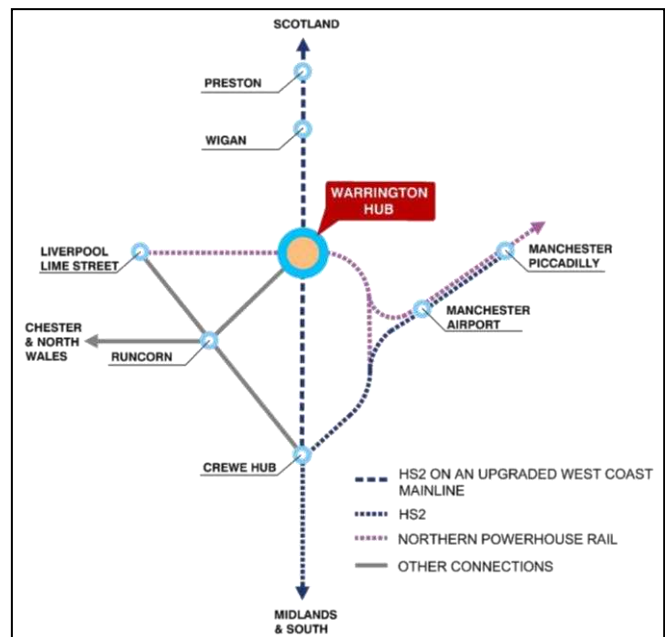 SCOTLAND
PRESTON
WIGAN
WARRINGTON
HUB
LIVERPOOL
LIME STREET
MANCHESTER
PICCADILLY
MANCHESTER
AIRPORT
CHESTER
& NORTH
WALES
RUNCORN
CREWE HUB
HS2 ON AN UPGRADED WEST COAST
MAINLINE
HS2
NORTHERN POWERHOUSE RAIL
OTHER CONNECTIONS
MIDLANDS
& SOUTH